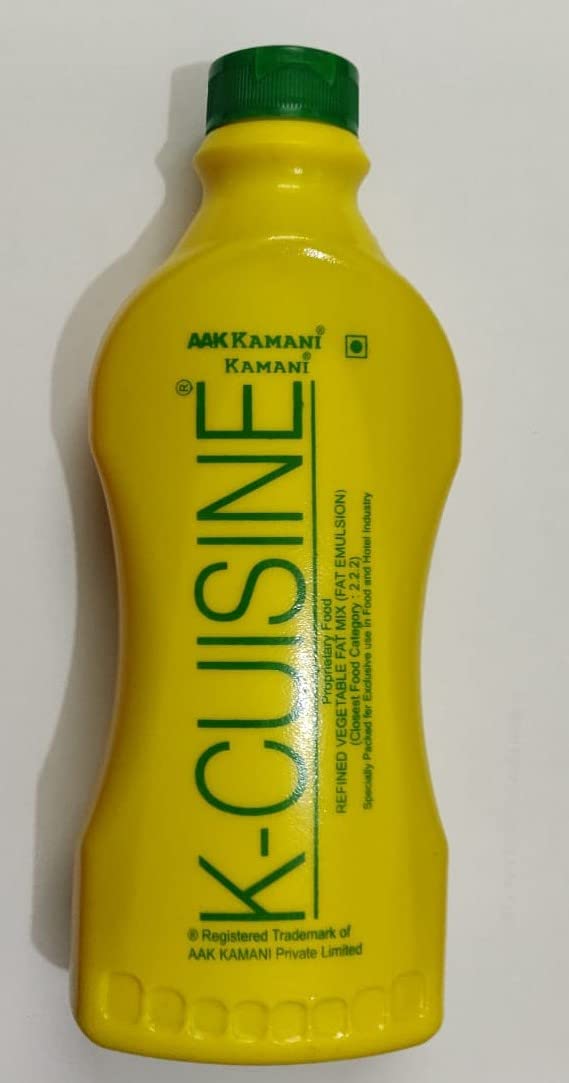 AAK KAMANI®
KAMANI®
K-CUISINE®
Proprietary Food
REFINED VEGETABLE FAT MIX (FAT EMULSION)
(Closest Food Category : 2.2.2)
Specially Packed for Exclusive use in Food and Hotel Industry
® Registered Trademark of
AAK KAMANI Private Limited